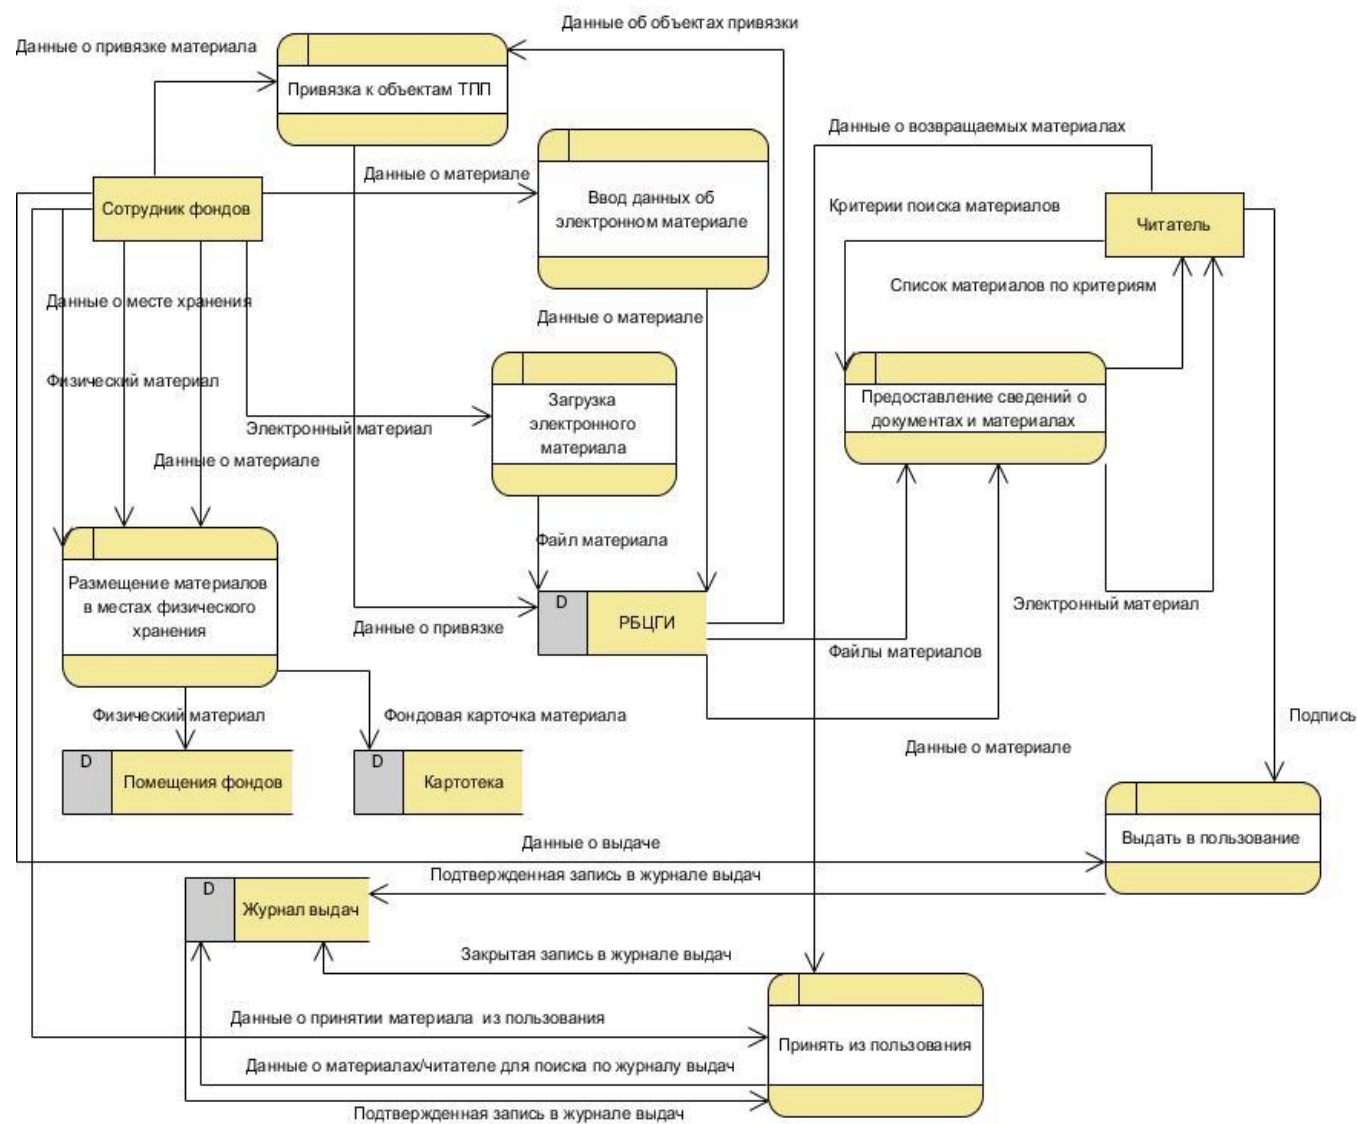 Данные об объектах привязки
Данные о привязке материала
Привязка к объектам ТПП
Данные о возвращаемых материалах
Данные о материале
Ввод данных об
электронном материале
Сотрудник фондов
Критерии поиска материалов
Читатель
Список материалов по критериям
Данные о месте хранения
Данные о материале
Физический материал
Загрузка
электронного
материала
Предоставление сведений о
документах и материалах
Электронный материал
Данные о материале
Файл материала
Размещение материалов
в местах физического
хранения
D
РБЦГИ
Электронный материал
Данные о привязке
Файлы материалов
Физический материал
Фондовая карточка материала
Подпись
Данные о материале
D
Помещения фондов
D
Картотека
Выдать в пользование
Данные о выдаче
Подтвержденная запись в журнале выдач
D
Журнал выдач
Закрытая запись в журнале выдач
Данные о принятии материала из пользования
Принять из пользования
Данные о материалах/читателе для поиска по журналу выдач
Подтвержденная запись в журнале выдач